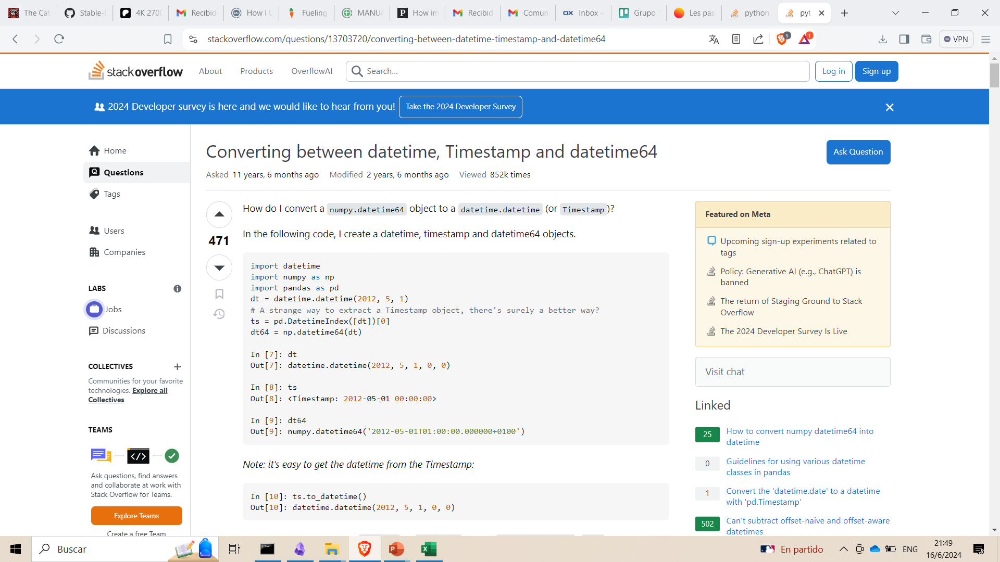 The Cat
Stable-D
4K 2700
Recibid
How I U
Fueling
MANUA
How im
Recibid
Comun
Inbox -
Grupo
Les pas
python
pyt
stackoverflow.com/questions/13703720/converting-between-datetime-timestamp-and-datetime64
5
1
VPN
stack overflow
About
Products
OverflowAI
Search...
Log in
Sign up
2024 Developer survey is here and we would like to hear from you!
Take the 2024 Developer Survey
Home
Questions
Tags
Users
Companies
LABS
Jobs
Discussions
COLLECTIVES
Communities for your favorite
technologies. Explore all
Collectives
TEAMS
Ask questions, find answers
and collaborate at work with
Stack Overflow for Teams.
Explore Teams
Create a free Team
Converting between datetime, Timestamp and datetime64
Ask Question
Asked 11 years, 6 months ago Modified 2 years, 6 months ago Viewed 852k times
471
How do I convert a numpy.datetime64 object to a datetime.datetime (or Timestamp)?
In the following code, I create a datetime, timestamp and datetime64 objects.
import datetime
import numpy as np
import pandas as pd
dt = datetime.datetime(2012, 5, 1)
# A strange way to extract a Timestamp object, there's surely a better way?
ts = pd.DatetimeIndex([dt])[0]
dt64 = np.datetime64(dt)
In [7]: dt
Out[7]: datetime.datetime(2012, 5, 1, 0, 0)
In [8]: ts
Out[8]: <Timestamp: 2012-05-01 00:00:00>
In [9]: dt64
Out[9]: numpy.datetime64('2012-05-01T01:00:00.000000+0100')
Note: it's easy to get the datetime from the Timestamp:
In [10]: ts.to_datetime()
Out[10]: datetime.datetime(2012, 5, 1, 0, 0)
Featured on Meta
Upcoming sign-up experiments related to
tags
Policy: Generative AI (e.g., ChatGPT) is
banned
The return of Staging Ground to Stack
Overflow
The 2024 Developer Survey Is Live
Visit chat
Linked
25
How to convert numpy datetime64 into
datetime
0
Guidelines for using various datetime
classes in pandas
1
Convert the 'datetime.date' to a datetime
with 'pd.Timestamp'
502
Can't subtract offset-naive and offset-aware
datetimes
Buscar
En partido
ENG
21:49
16/6/2024